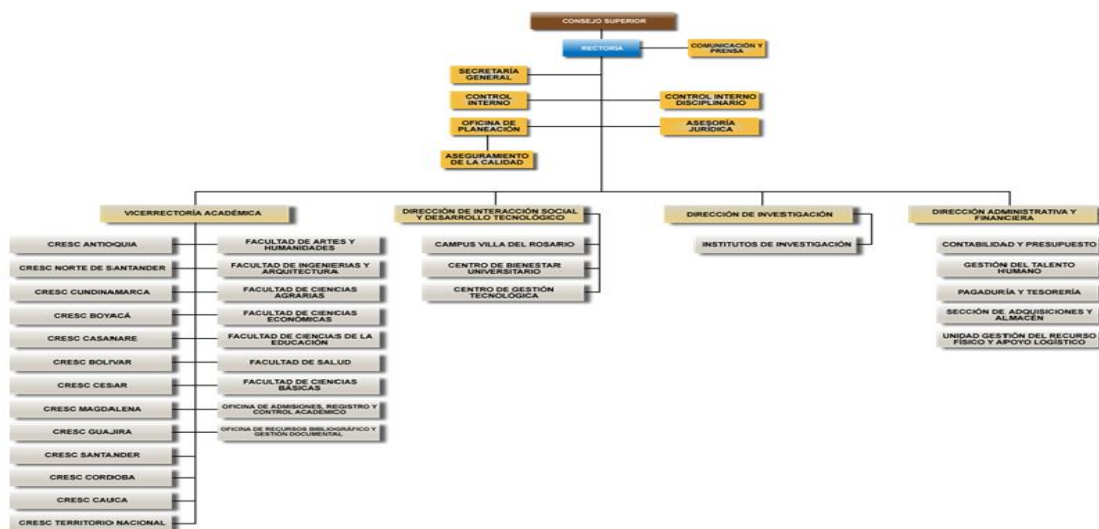 CONSEJO SUPERIOR
RECTORÍA
COMUNICACIÓN Y
PRENSA
SECRETARÍA
GENERAL
CONTROL
INTERNO
CONTROL INTERNO
DISCIPLINARIO
OFICINA DE
PLANEACIÓN
ASESORÍA
JURÍDICA
ASEGURAMIENTO
DE LA CALIDAD
VICERRECTORÍA ACADÉMICA
CRESC ANTIOQUIA
CRESC NORTE DE SANTANDER
CRESC CUNDINAMARCA
CRESC BOYACÁ
CRESC CASANARE
CRESC BOLIVAR
CRESC CESAR
CRESC MAGDALENA
CRESC GUAJIRA
CRESC SANTANDER
CRESC CORDOBA
CRESC CAUCA
CRESC TERRITORIO NACIONAL
FACULTAD DE ARTES Y
HUMANIDADES
FACULTAD DE INGENIERIAS Y
ARQUITECTURA
FACULTAD DE CIENCIAS
AGRARIAS
FACULTAD DE CIENCIAS
ECONÓMICAS
FACULTAD DE CIENCIAS DE LA
EDUCACIÓN
FACULTAD DE SALUD
FACULTAD DE CIENCIAS
BÁSICAS
OFICINA DE ADMISIONES, REGISTRO Y
CONTROL ACADÉMICO
OFICINA DE RECURSOS BIBLIOGRÁFICO Y
GESTIÓN DOCUMENTAL
DIRECCIÓN DE INTERACCIÓN SOCIAL
Y DESARROLLO TECNOLÓGICO
CAMPUS VILLA DEL ROSARIO
CENTRO DE BIENESTAR
UNIVERSITARIO
CENTRO DE GESTIÓN
TECNOLÓGICA
DIRECCIÓN DE INVESTIGACIÓN
INSTITUTOS DE INVESTIGACIÓN
DIRECCIÓN ADMINISTRATIVA Y
FINANCIERA
CONTABILIDAD Y PRESUPUESTO
GESTIÓN DEL TALENTO
HUMANO
PAGADURÍA Y TESORERÍA
SECCIÓN DE ADQUISICIONES Y
ALMACÉN
UNIDAD GESTIÓN DEL RECURSO
FÍSICO Y APOYO LOGÍSTICO